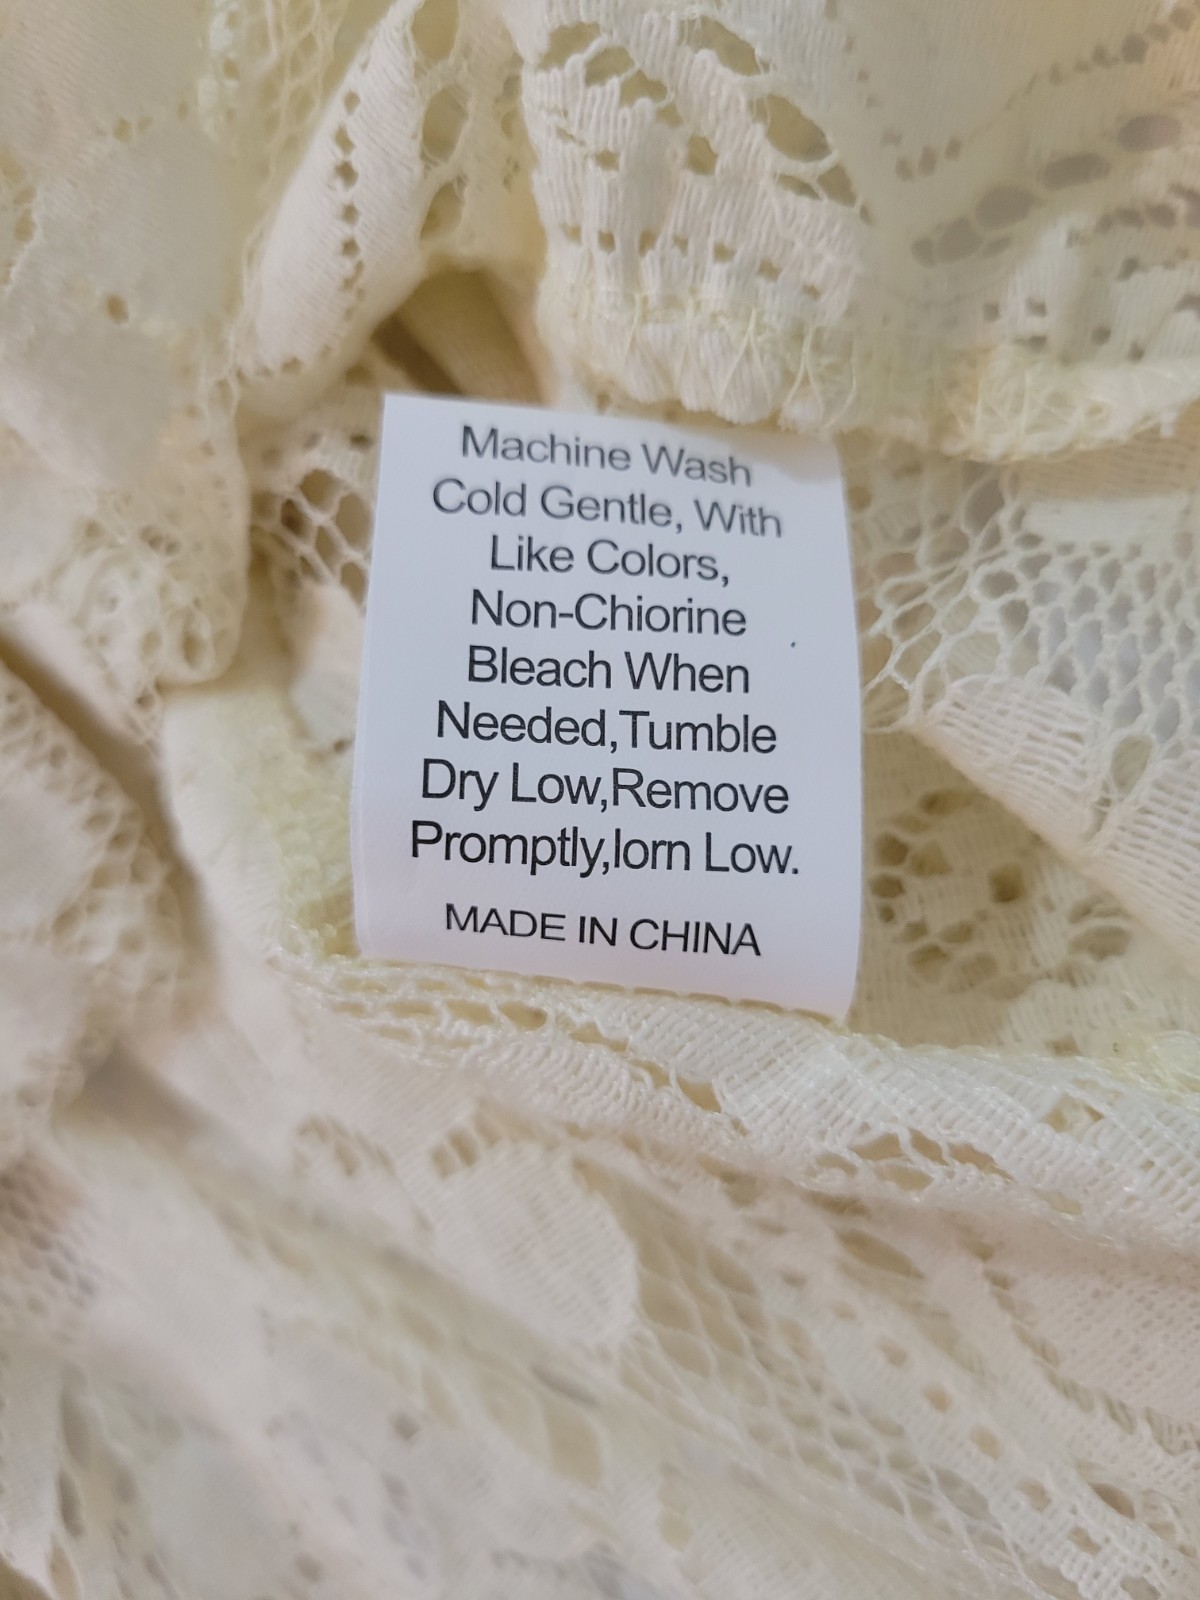 Machine Wash
Cold Gentle, With
Like Colors,
Non-Chiorine
Bleach When
Needed,Tumble
Dry Low,Remove
Promptly,lorn Low.
MADE IN CHINA